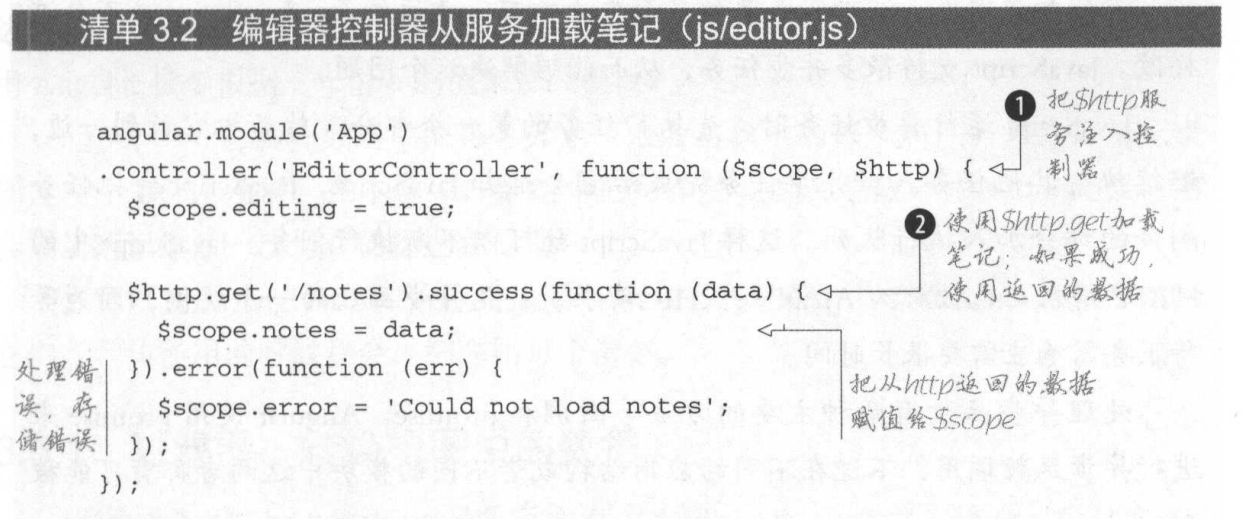 清单 3.2 编辑器控制器从服务加载笔记（js/editor.js）
angular.module('App')
.controller('EditorController', function ($scope, $http) {
$scope.editing = true;
$http.get('/notes').success(function (data) {
$scope.notes = data;
}).error(function (err) {
$scope.error = 'Could not load notes';
});
});
1 把$http服
务注入控
制器
2 使用$http.get加载
笔记；如果成功，
使用返回的数据
把从http返回的数据
赋值给$scope
处理错
误，存
储错误